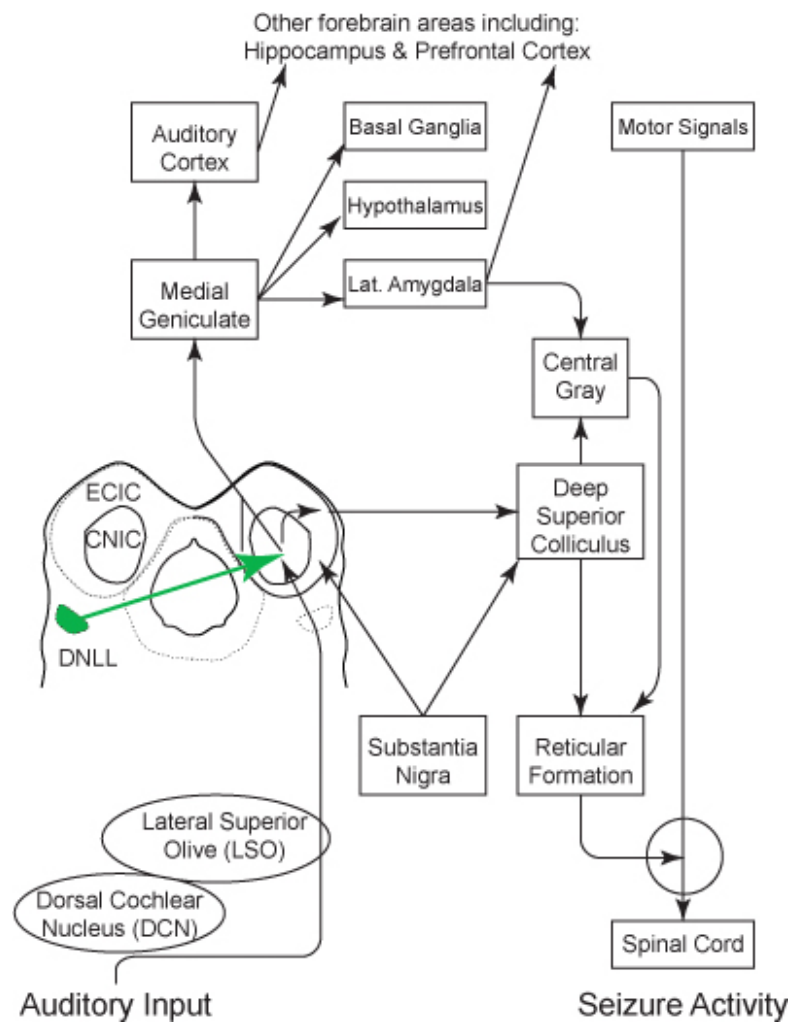 Other forebrain areas including:
Hippocampus & Prefrontal Cortex
Auditory
Cortex
Basal Ganglia
Motor Signals
Hypothalamus
Medial
Geniculate
Lat. Amygdala
Central
Gray
ECIC
CNIC
Deep
Superior
Colliculus
DNLL
Substantia
Nigra
Reticular
Formation
Lateral Superior
Olive (LSO)
Dorsal Cochlear
Nucleus (DCN)
Spinal Cord
Auditory Input
Seizure Activity